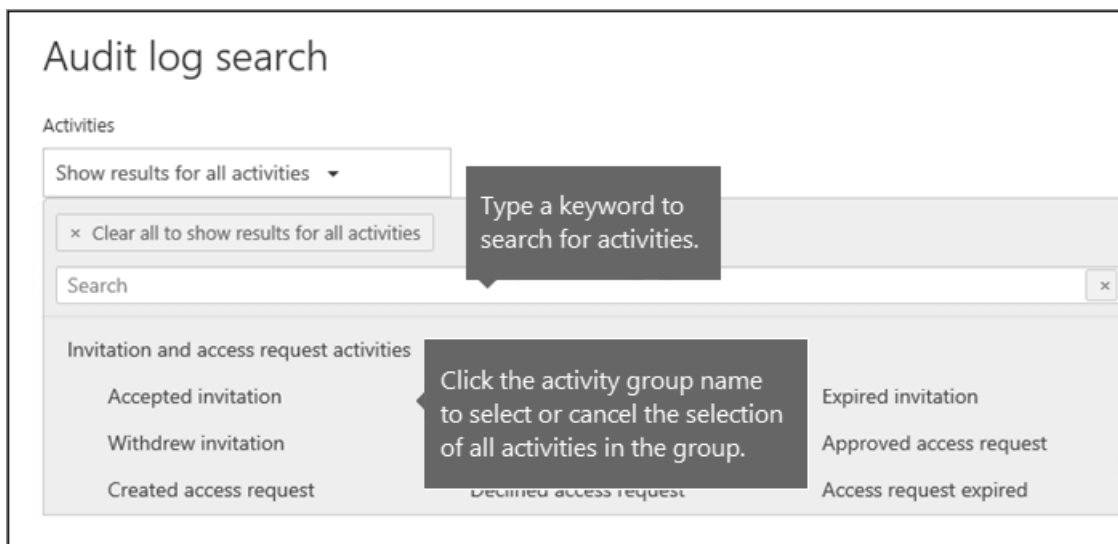 Audit log search
Activities
Show results for all activities
× Clear all to show results for all activities
Type a keyword to
search for activities.
Search
×
Invitation and access request activities
Click the activity group name
to select or cancel the selection
of all activities in the group.
Accepted invitation
Expired invitation
Withdrew invitation
Approved access request
Created access request
Declined access request
Access request expired